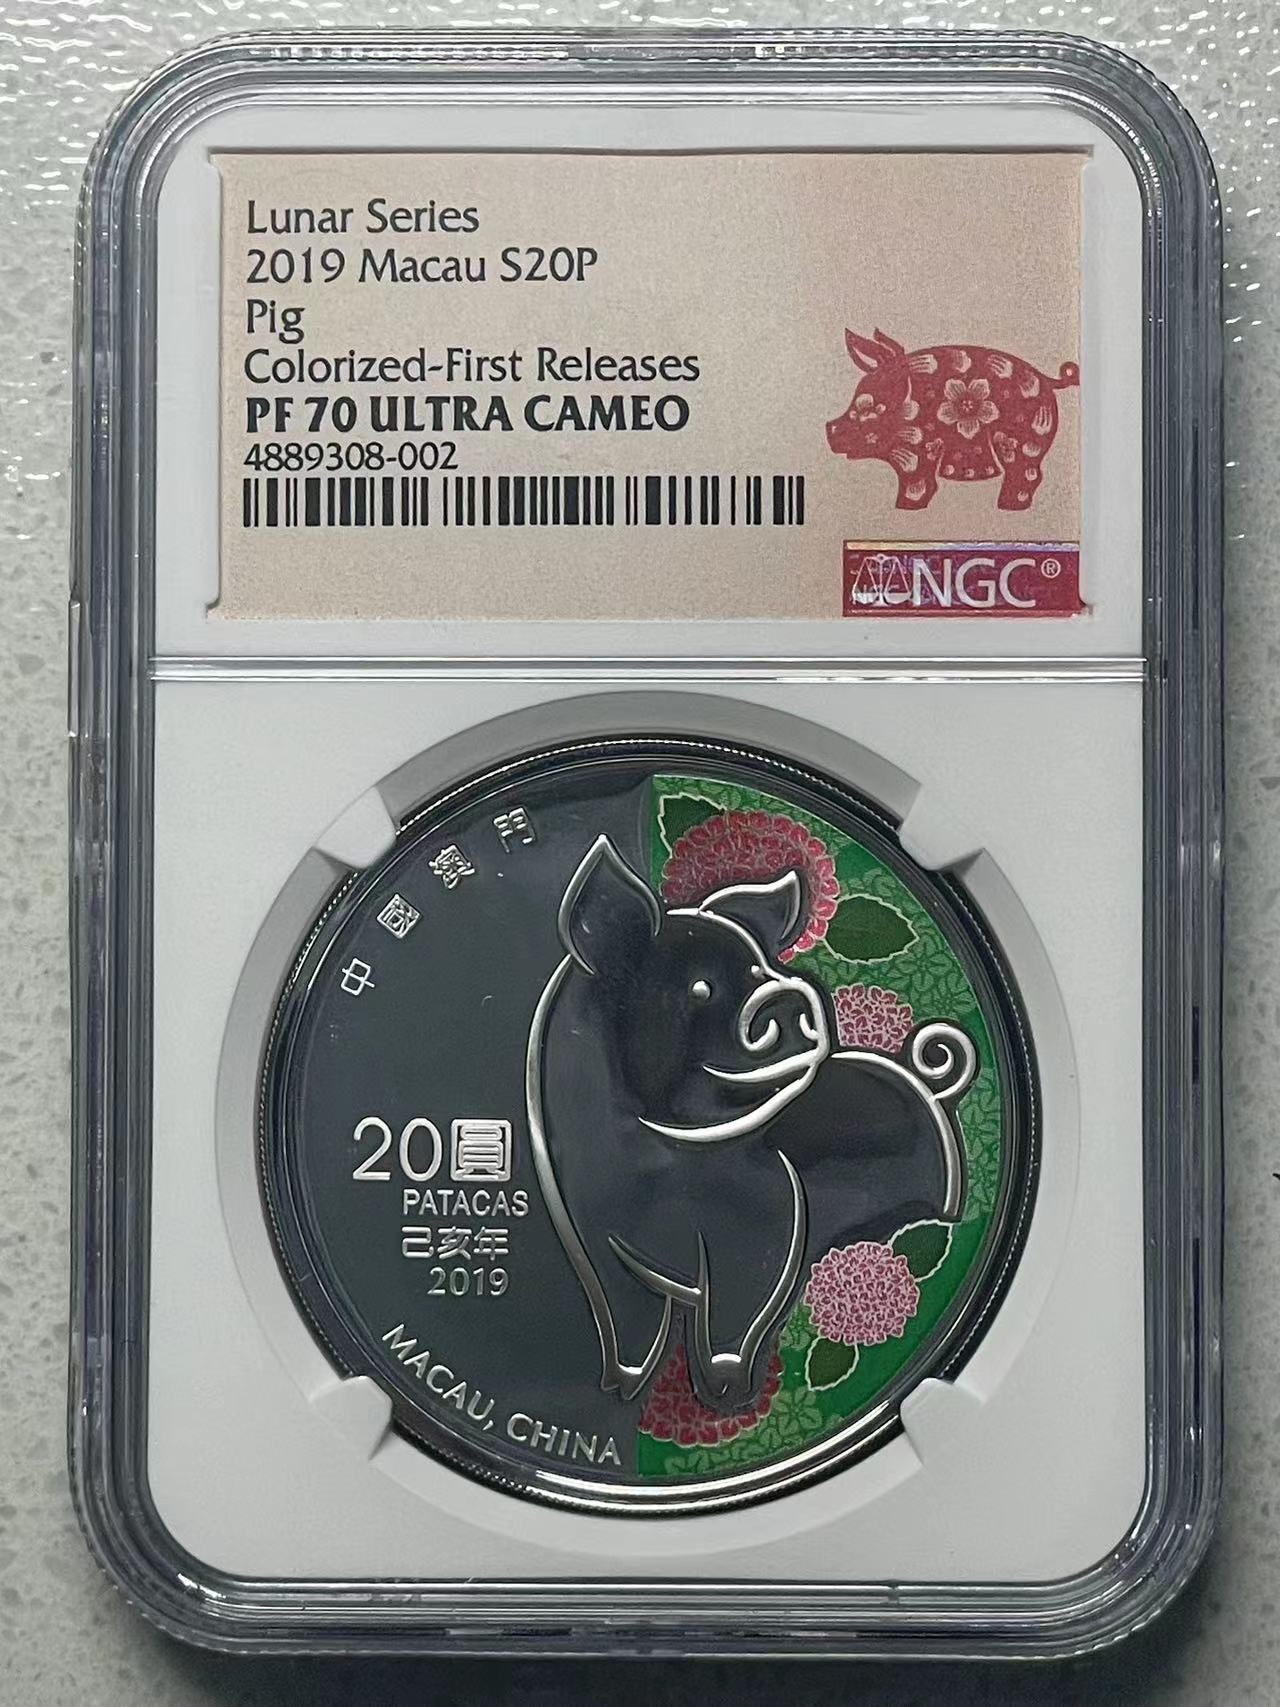 Lunar Series
2019 Macau S20P
Pig
Colorized-First Releases
PF 70 ULTRA CAMEO
4889308-002
NGC®
中國澳門
20圓
PATACAS
己亥年
2019
MACAU, CHINA